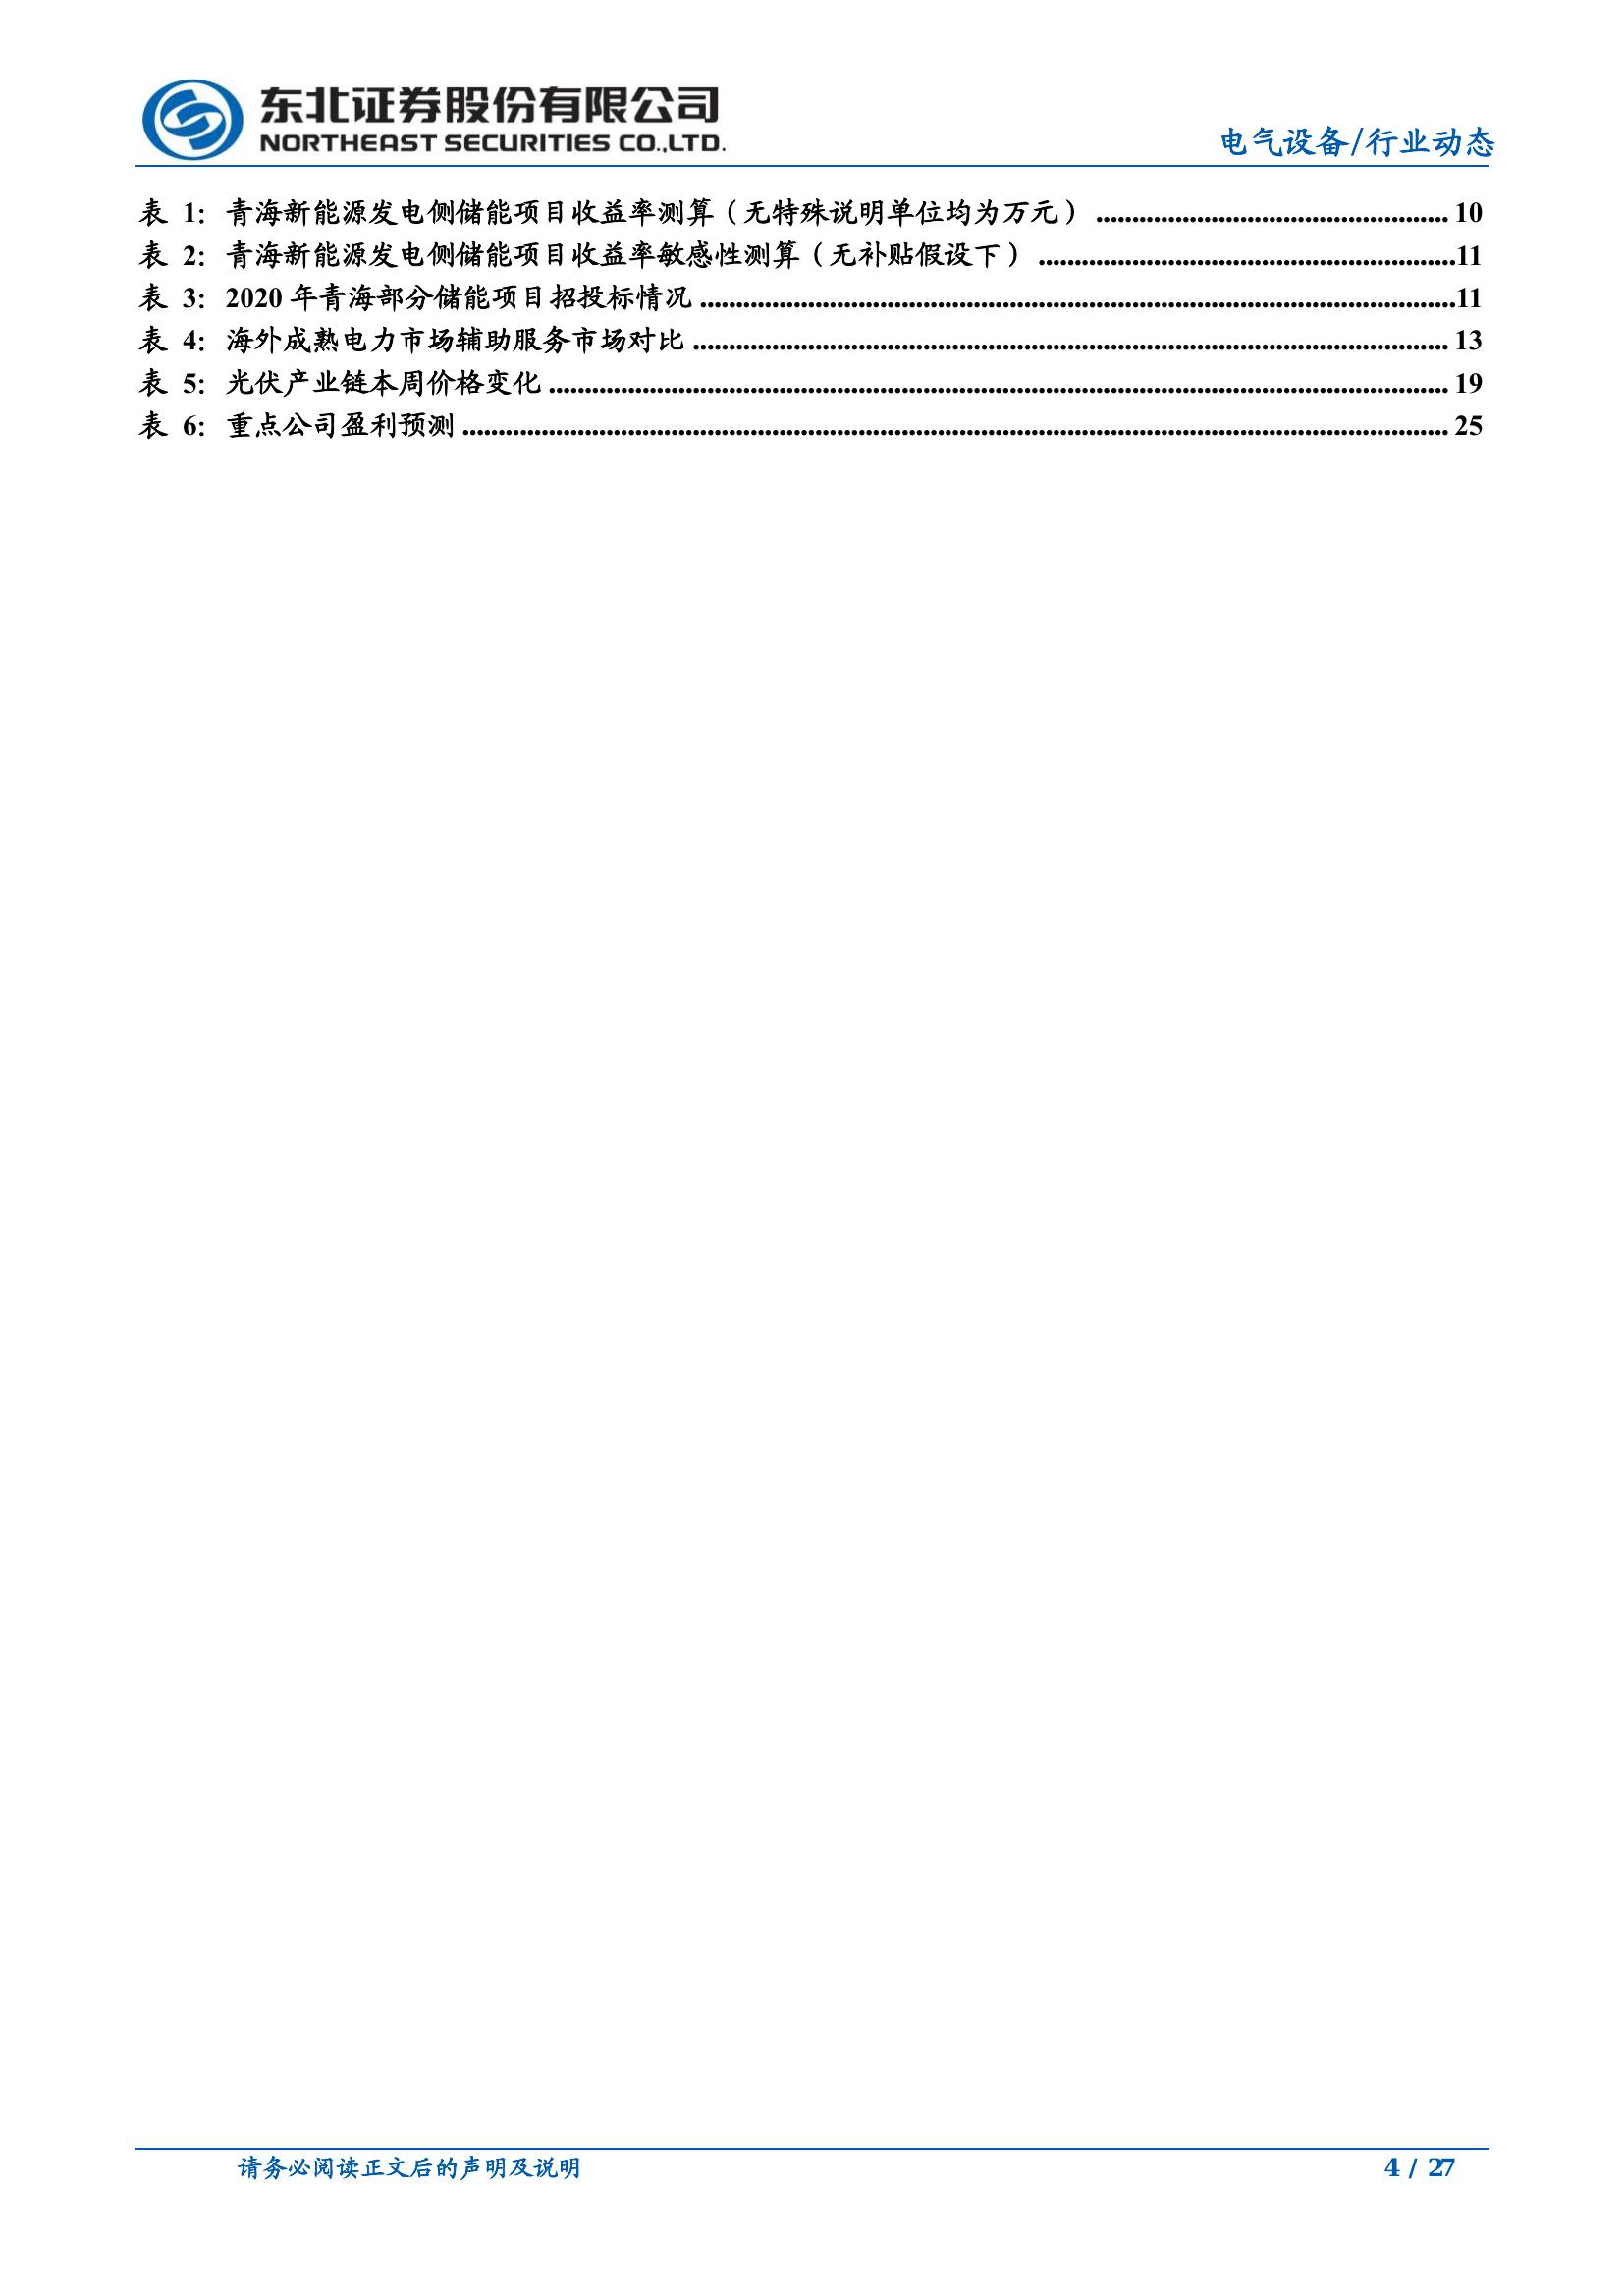 东北证券股份有限公司
NORTHEAST SECURITIES CO.,LTD.
电气设备/行业动态
表 1: 青海新能源发电侧储能项目收益率测算（无特殊说明单位均为万元） ................................................ 10
表 2: 青海新能源发电侧储能项目收益率敏感性测算（无补贴假设下） .........................................................11
表 3: 2020 年青海部分储能项目招投标情况 ........................................................................................................11
表 4: 海外成熟电力市场辅助服务市场对比 ........................................................................................................ 13
表 5: 光伏产业链本周价格变化 ............................................................................................................................ 19
表 6: 重点公司盈利预测 ........................................................................................................................................ 25
请务必阅读正文后的声明及说明
4 / 27